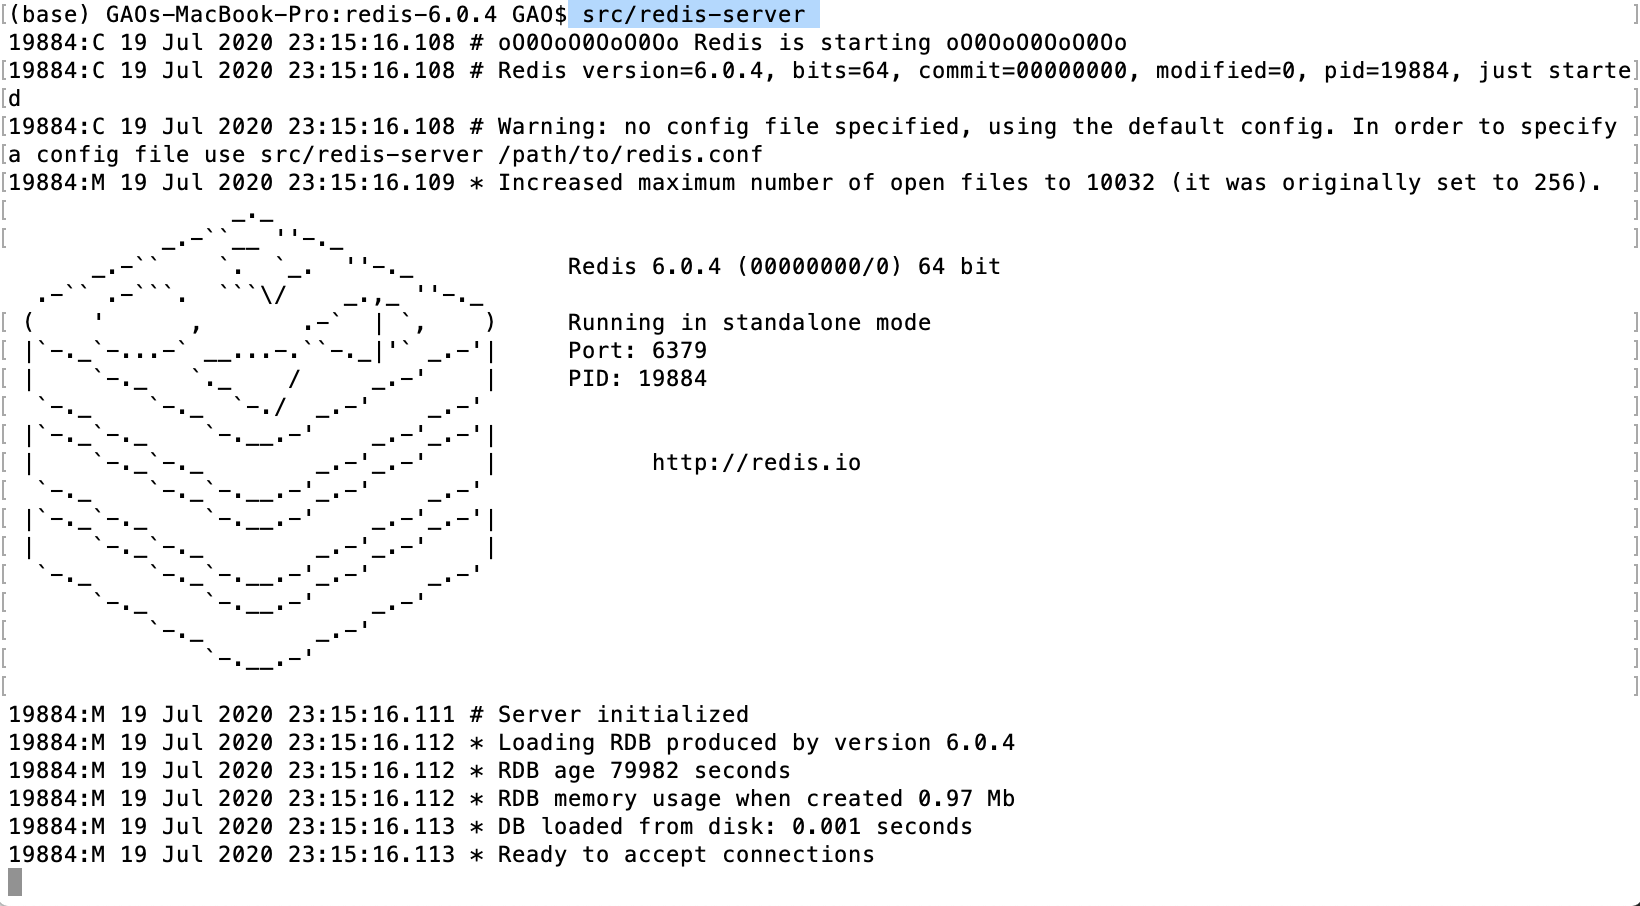 (base) GAOs-MacBook-Pro:redis-6.0.4 GAO$ src/redis-server
19884:C 19 Jul 2020 23:15:16.108 # oO0OoO0OoO0Oo Redis is starting oO0OoO0OoO0Oo
19884:C 19 Jul 2020 23:15:16.108 # Redis version=6.0.4, bits=64, commit=00000000, modified=0, pid=19884, just starte
d
19884:C 19 Jul 2020 23:15:16.108 # Warning: no config file specified, using the default config. In order to specify
a config file use src/redis-server /path/to/redis.conf
19884:M 19 Jul 2020 23:15:16.109 * Increased maximum number of open files to 10032 (it was originally set to 256).
Redis 6.0.4 (00000000/0) 64 bit
Running in standalone mode
Port: 6379
PID: 19884
http://redis.io
19884:M 19 Jul 2020 23:15:16.111 # Server initialized
19884:M 19 Jul 2020 23:15:16.112 * Loading RDB produced by version 6.0.4
19884:M 19 Jul 2020 23:15:16.112 * RDB age 79982 seconds
19884:M 19 Jul 2020 23:15:16.112 * RDB memory usage when created 0.97 Mb
19884:M 19 Jul 2020 23:15:16.113 * DB loaded from disk: 0.001 seconds
19884:M 19 Jul 2020 23:15:16.113 * Ready to accept connections